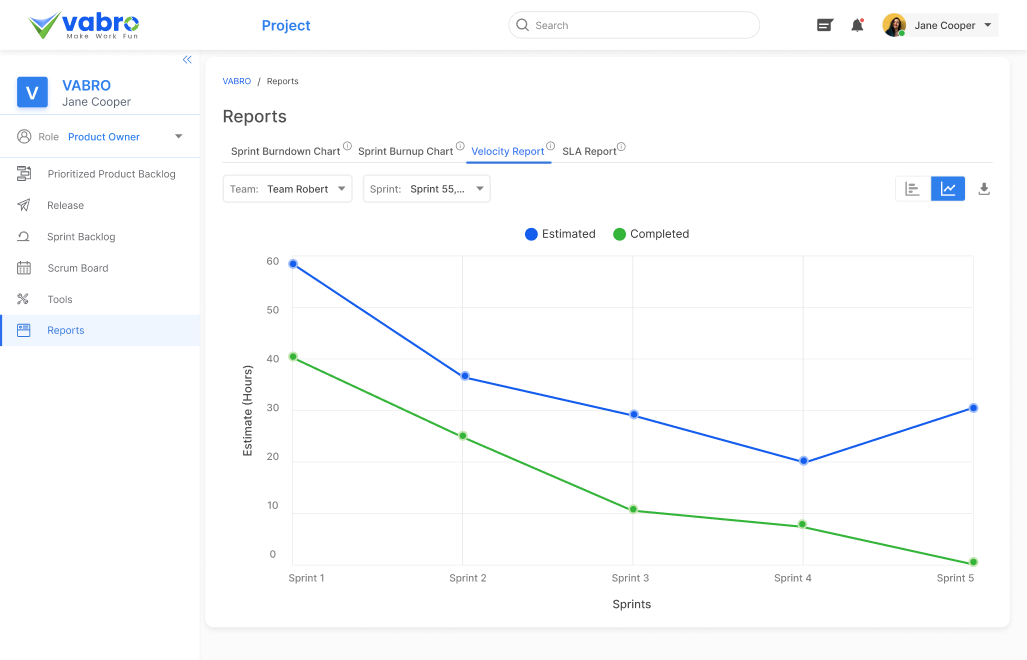 vabro
Make Work Fun
Project
Search
Jane Cooper
V
VABRO
Jane Cooper
Role Product Owner
Prioritized Product Backlog
Release
Sprint Backlog
Scrum Board
Tools
Reports
VABRO / Reports
Reports
Sprint Burndown Chart Sprint Burnup Chart Velocity Report SLA Report
Team: Team Robert Sprint: Sprint 55,...
Estimated Completed
60
50
40
30
20
10
0
Estimate (Hours)
Sprint 1 Sprint 2 Sprint 3 Sprint 4 Sprint 5
Sprints